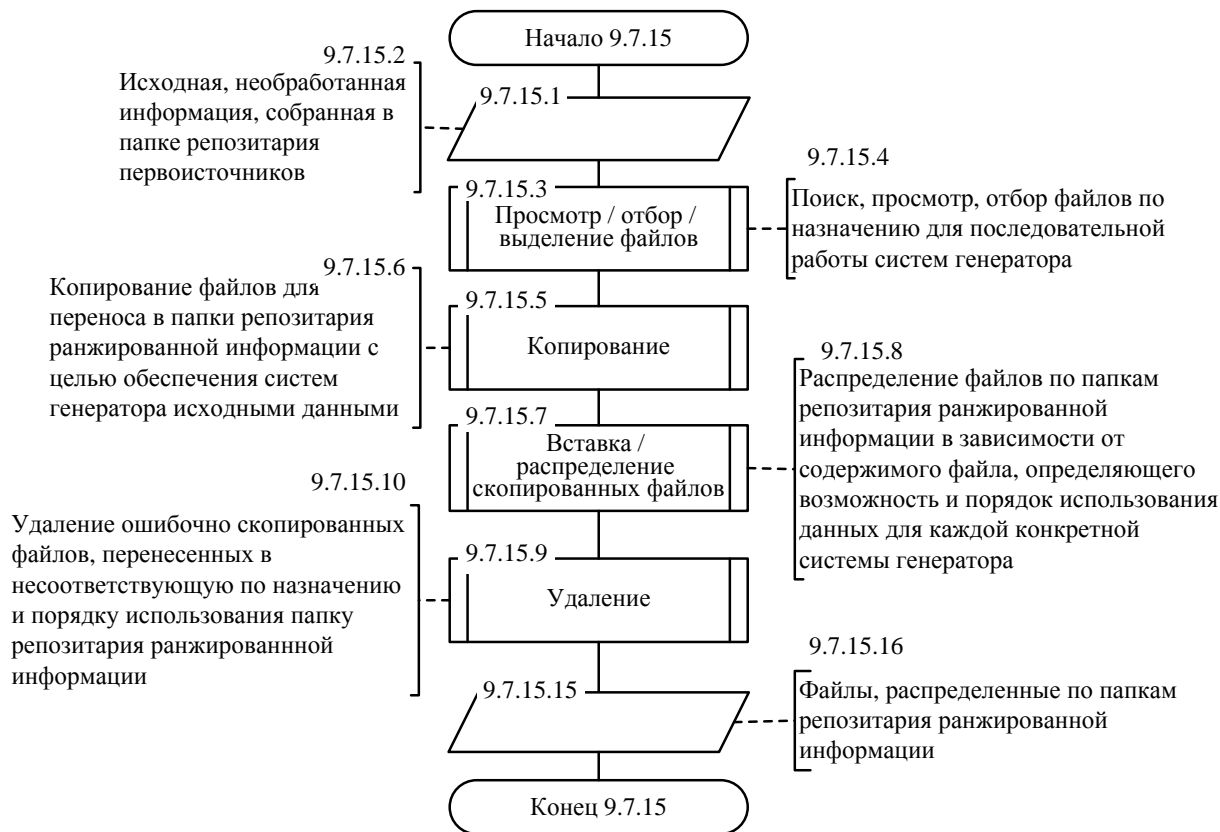 Начало 9.7.15
9.7.15.2
Исходная, необработанная
информация, собранная в
папке репозитария
первоисточников
9.7.15.1
9.7.15.3
Просмотр / отбор /
выделение файлов
9.7.15.4
Поиск, просмотр, отбор файлов по
назначению для последовательной
работы систем генератора
9.7.15.6
Копирование файлов для
переноса в папки репозитария
ранжированной информации с
целью обеспечения систем
генератора исходными данными
9.7.15.5
Копирование
9.7.15.8
Распределение файлов по папкам
репозитария ранжированной
информации в зависимости от
содержимого файла, определяющего
возможность и порядок использования
данных для каждой конкретной
системы генератора
9.7.15.7
Вставка /
распределение
скопированных файлов
9.7.15.10
Удаление ошибочно скопированных
файлов, перенесенных в
несоответствующую по назначению
и порядку использования папку
репозитария ранжированнной
информации
9.7.15.9
Удаление
9.7.15.16
Файлы, распределенные по папкам
репозитария ранжированной
информации
9.7.15.15
Конец 9.7.15